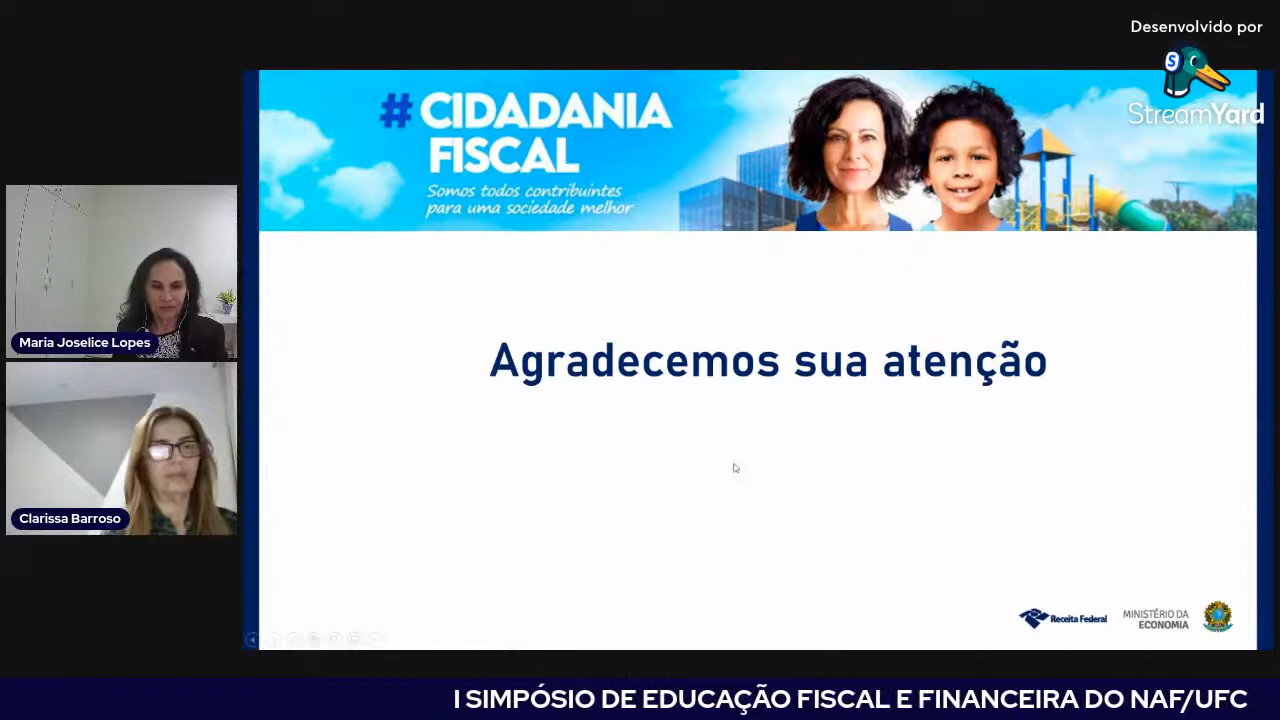 Desenvolvido por
S
StreamYard
# CIDADANIA
FISCAL
Somos todos contribuintes
para uma sociedade melhor
Maria Joselice Lopes
Clarissa Barroso
Agradecemos sua atenção
Receita Federal
MINISTÉRIO DA
ECONOMIA
I SIMPÓSIO DE EDUCAÇÃO FISCAL E FINANCEIRA DO NAF/UFC